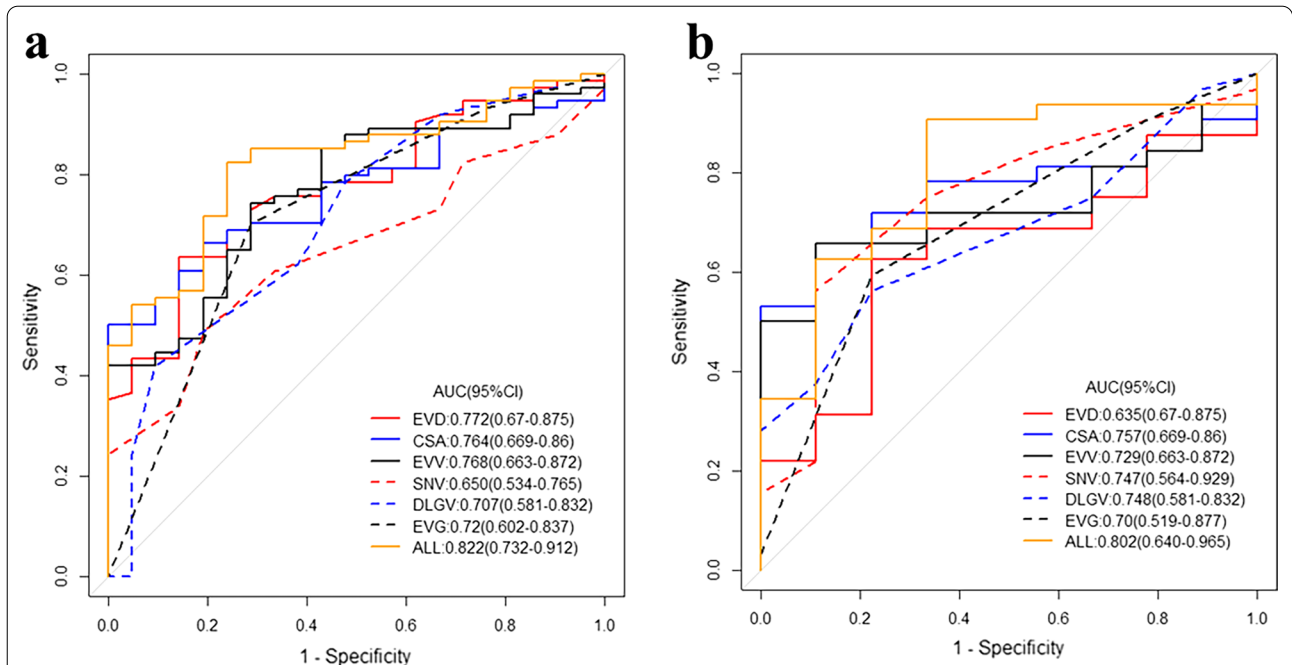 a
1.0
0.8
0.6
0.4
0.2
0.0
Sensitivity
AUC(95%CI)
EVD:0.772(0.67-0.875)
CSA:0.764(0.669-0.86)
EVV:0.768(0.663-0.872)
SNV:0.650(0.534-0.765)
DLGV:0.707(0.581-0.832)
EVG:0.72(0.602-0.837)
ALL:0.822(0.732-0.912)
0.0 0.2 0.4 0.6 0.8 1.0
1 - Specificity
b
1.0
0.8
0.6
0.4
0.2
0.0
Sensitivity
AUC(95%CI)
EVD:0.635(0.67-0.875)
CSA:0.757(0.669-0.86)
EVV:0.729(0.663-0.872)
SNV:0.747(0.564-0.929)
DLGV:0.748(0.581-0.832)
EVG:0.70(0.519-0.877)
ALL:0.802(0.640-0.965)
0.0 0.2 0.4 0.6 0.8 1.0
1 - Specificity